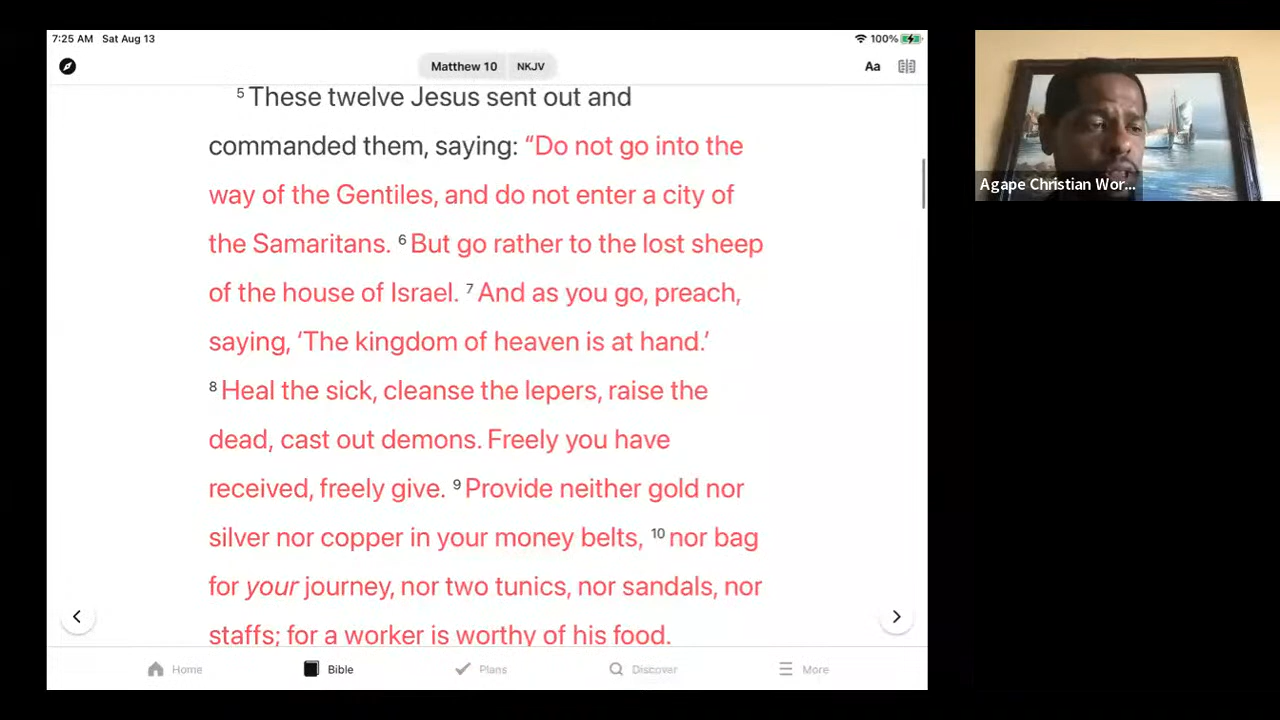 7:25 AM Sat Aug 13
100%
Matthew 10 NKJV
Aa
5 These twelve Jesus sent out and
commanded them, saying: “Do not go into the
way of the Gentiles, and do not enter a city of
the Samaritans. 6 But go rather to the lost sheep
of the house of Israel. 7 And as you go, preach,
saying, ‘The kingdom of heaven is at hand.’
8 Heal the sick, cleanse the lepers, raise the
dead, cast out demons. Freely you have
received, freely give. 9 Provide neither gold nor
silver nor copper in your money belts, 10 nor bag
for your journey, nor two tunics, nor sandals, nor
staffs; for a worker is worthy of his food.
Home Bible Plans Discover More
Agape Christian Wor...